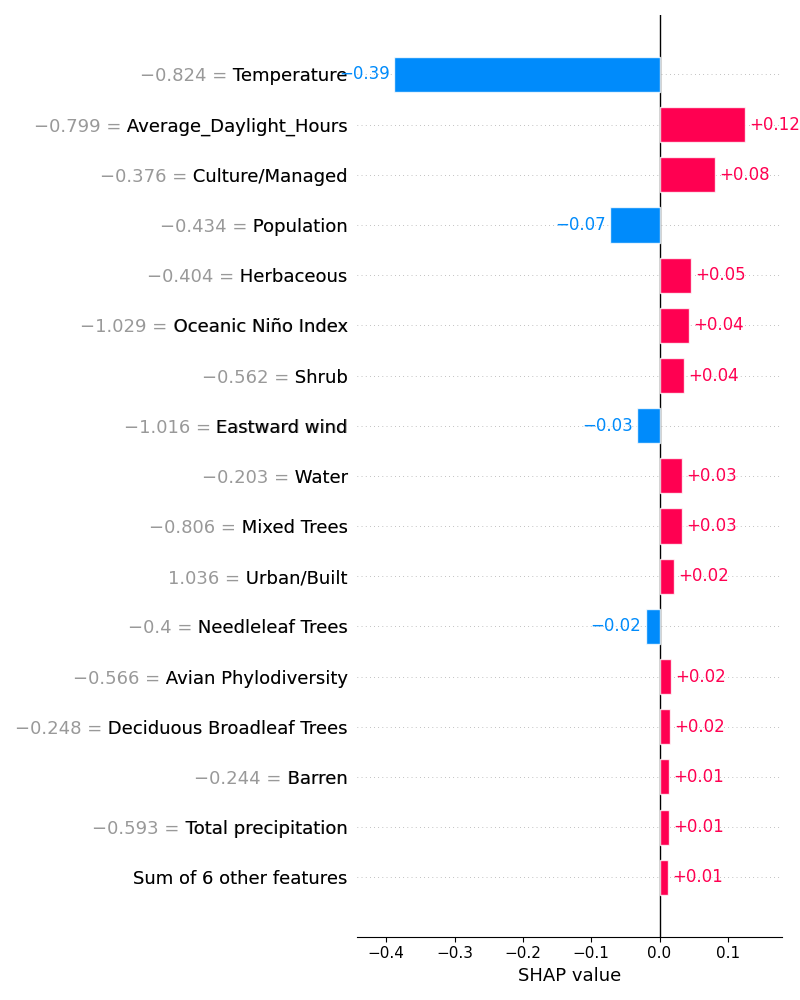 −0.824 = Temperature −0.39
−0.799 = Average_Daylight_Hours +0.12
−0.376 = Culture/Managed +0.08
−0.434 = Population −0.07
−0.404 = Herbaceous +0.05
−1.029 = Oceanic Niño Index +0.04
−0.562 = Shrub +0.04
−1.016 = Eastward wind −0.03
−0.203 = Water +0.03
−0.806 = Mixed Trees +0.03
1.036 = Urban/Built +0.02
−0.4 = Needleleaf Trees −0.02
−0.566 = Avian Phylodiversity +0.02
−0.248 = Deciduous Broadleaf Trees +0.02
−0.244 = Barren +0.01
−0.593 = Total precipitation +0.01
Sum of 6 other features +0.01
−0.4 −0.3 −0.2 −0.1 0.0 0.1
SHAP value